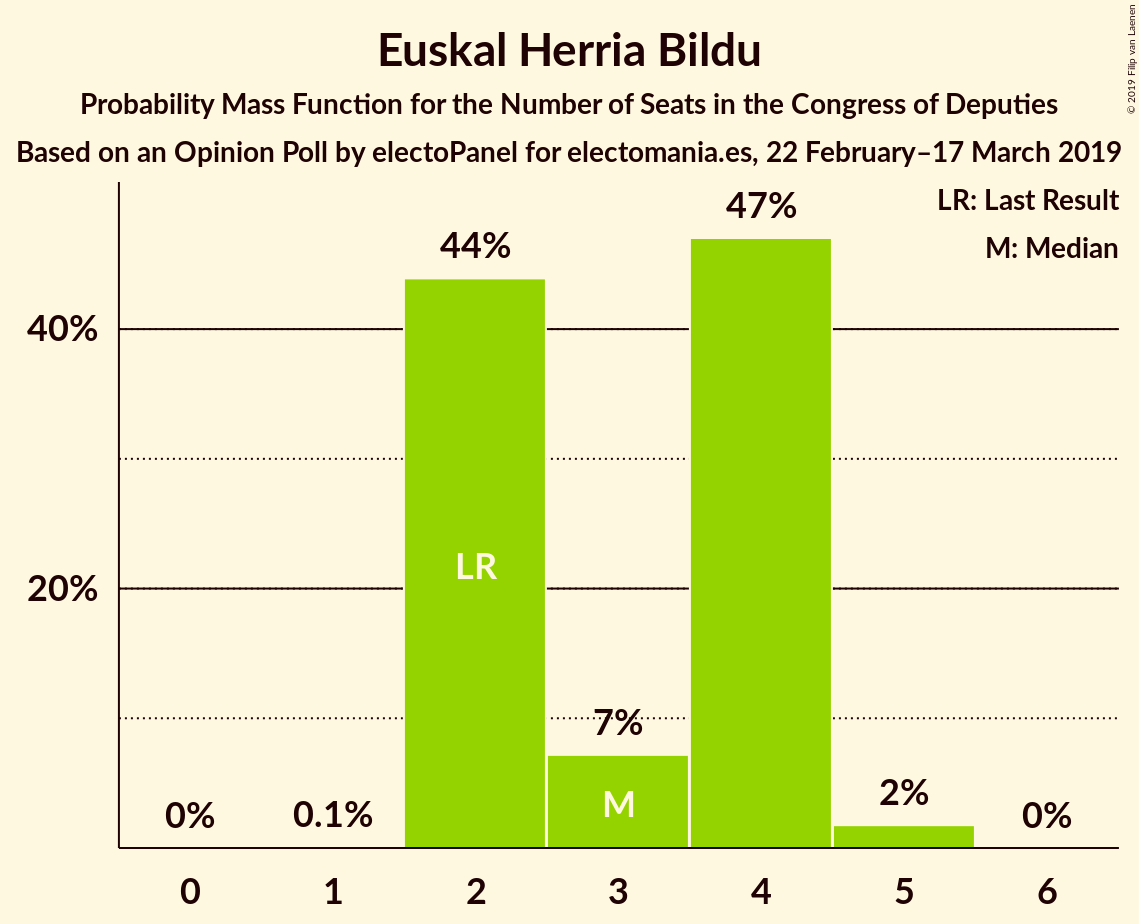 Euskal Herria Bildu
Probability Mass Function for the Number of Seats in the Congress of Deputies
Based on an Opinion Poll by electoPanel for electomania.es, 22 February–17 March 2019
© 2019 Filip van Laenen
LR: Last Result
M: Median
40%
20%
0%
0.1%
44%
LR
7%
M
47%
2%
0%
0 1 2 3 4 5 6